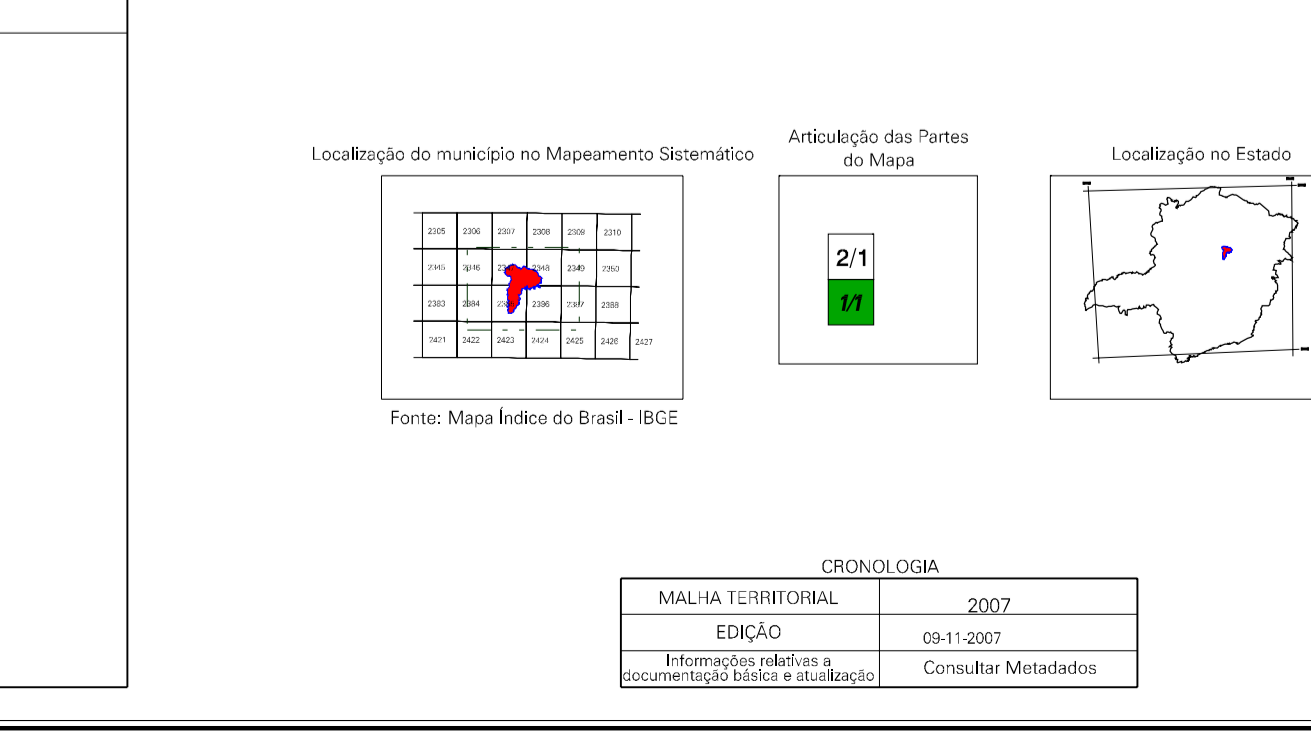 Localização do município no Mapeamento Sistemático
2305 2306 2307 2308 2309 2310
2345 2346 2348 2349 2350
2383 2384 2386 2387 2388
2421 2422 2423 2424 2425 2426 2427
Fonte: Mapa Índice do Brasil - IBGE
Articulação das Partes
do Mapa
2/1
1/1
Localização no Estado
CRONOLOGIA
MALHA TERRITORIAL 2007
EDIÇÃO 09-11-2007
Informações relativas a
documentação básica e atualização
Consultar Metadados